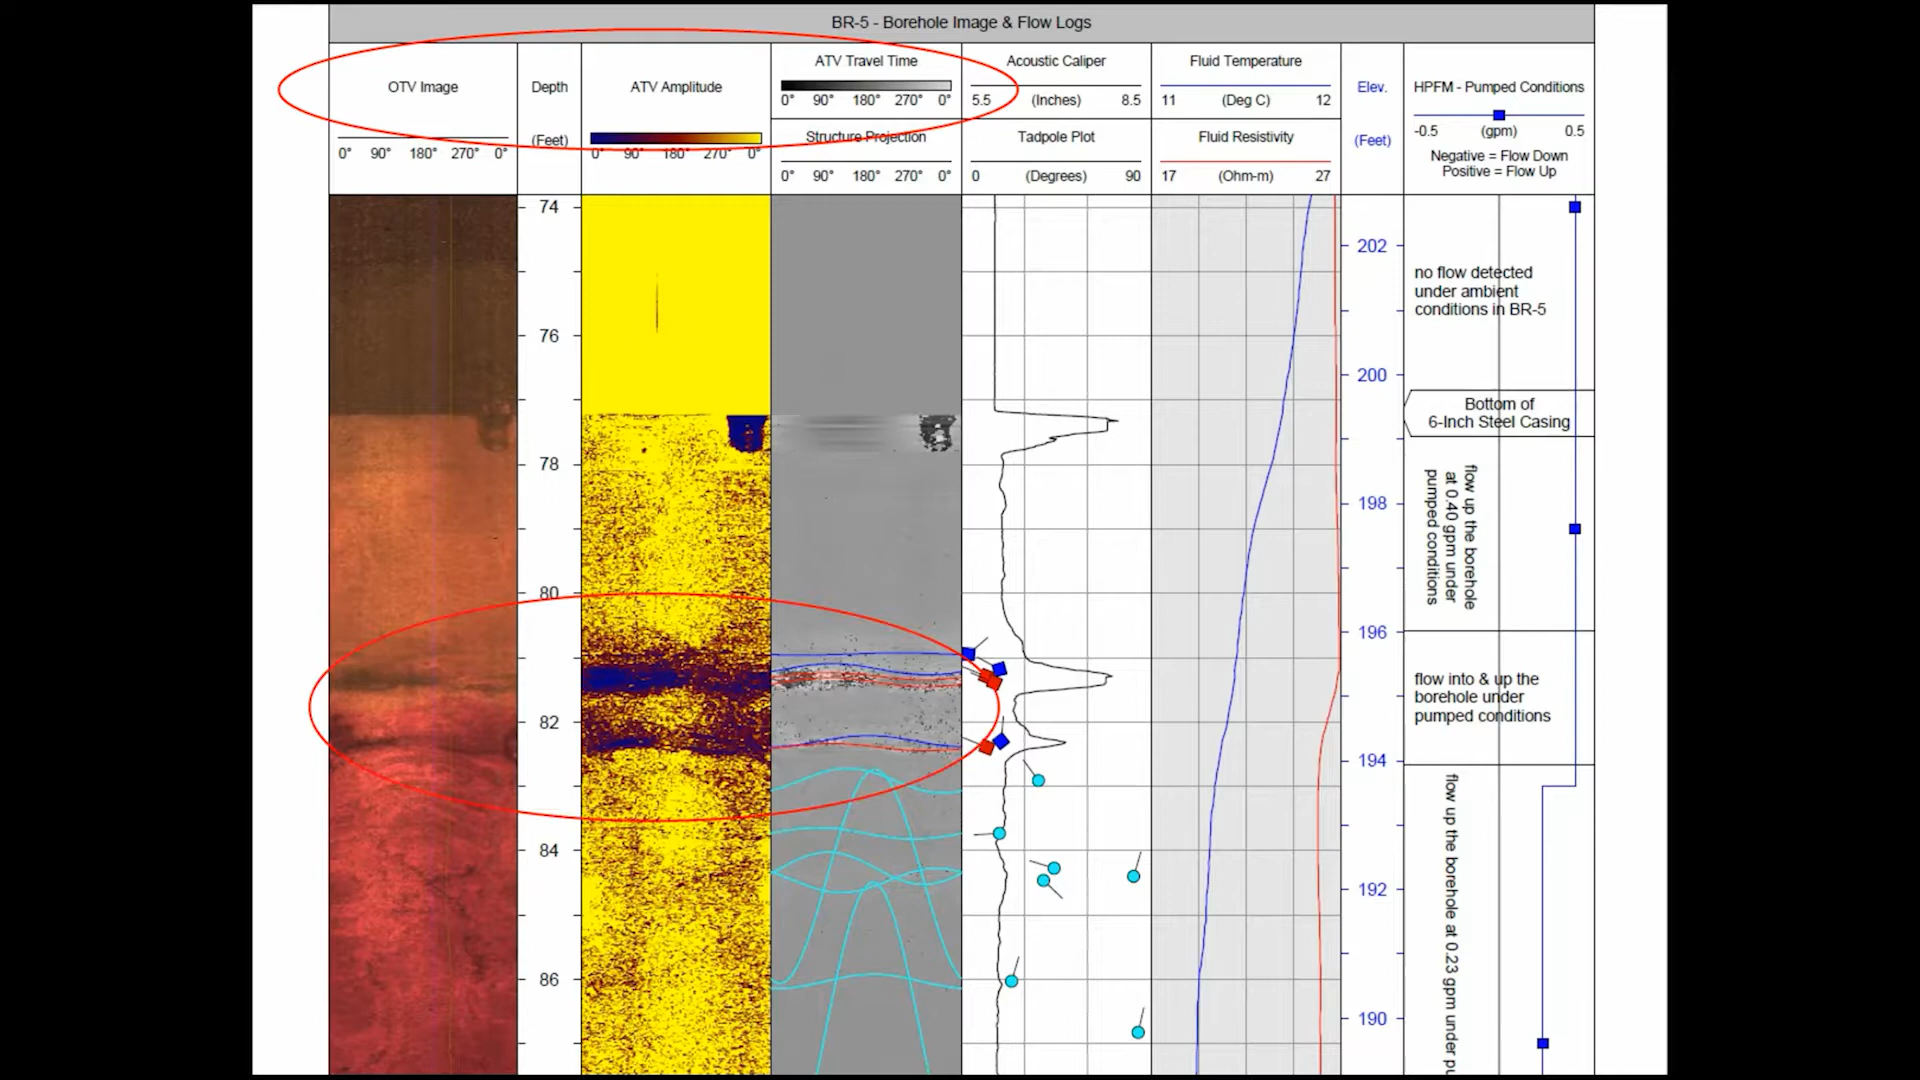 BR-5 - Borehole Image & Flow Logs
OTV Image
0° 90° 180° 270° 0°
Depth
(Feet)
ATV Amplitude
0° 90° 180° 270° 0°
ATV Travel Time
0° 90° 180° 270° 0°
Structure Projection
0° 90° 180° 270° 0°
Acoustic Caliper
5.5 (Inches) 8.5
Tadpole Plot
0 (Degrees) 90
Fluid Temperature
11 (Deg C) 12
Fluid Resistivity
17 (Ohm-m) 27
Elev.
(Feet)
HPFM - Pumped Conditions
-0.5 (gpm) 0.5
Negative = Flow Down
Positive = Flow Up
74
76
78
80
82
84
86
202
200
198
196
194
192
190
no flow detected
under ambient
conditions in BR-5
Bottom of
6-Inch Steel Casing
flow up the borehole
at 0.40 gpm under
pumped conditions
flow into & up the
borehole under
pumped conditions
flow up the borehole at 0.23 gpm under pu